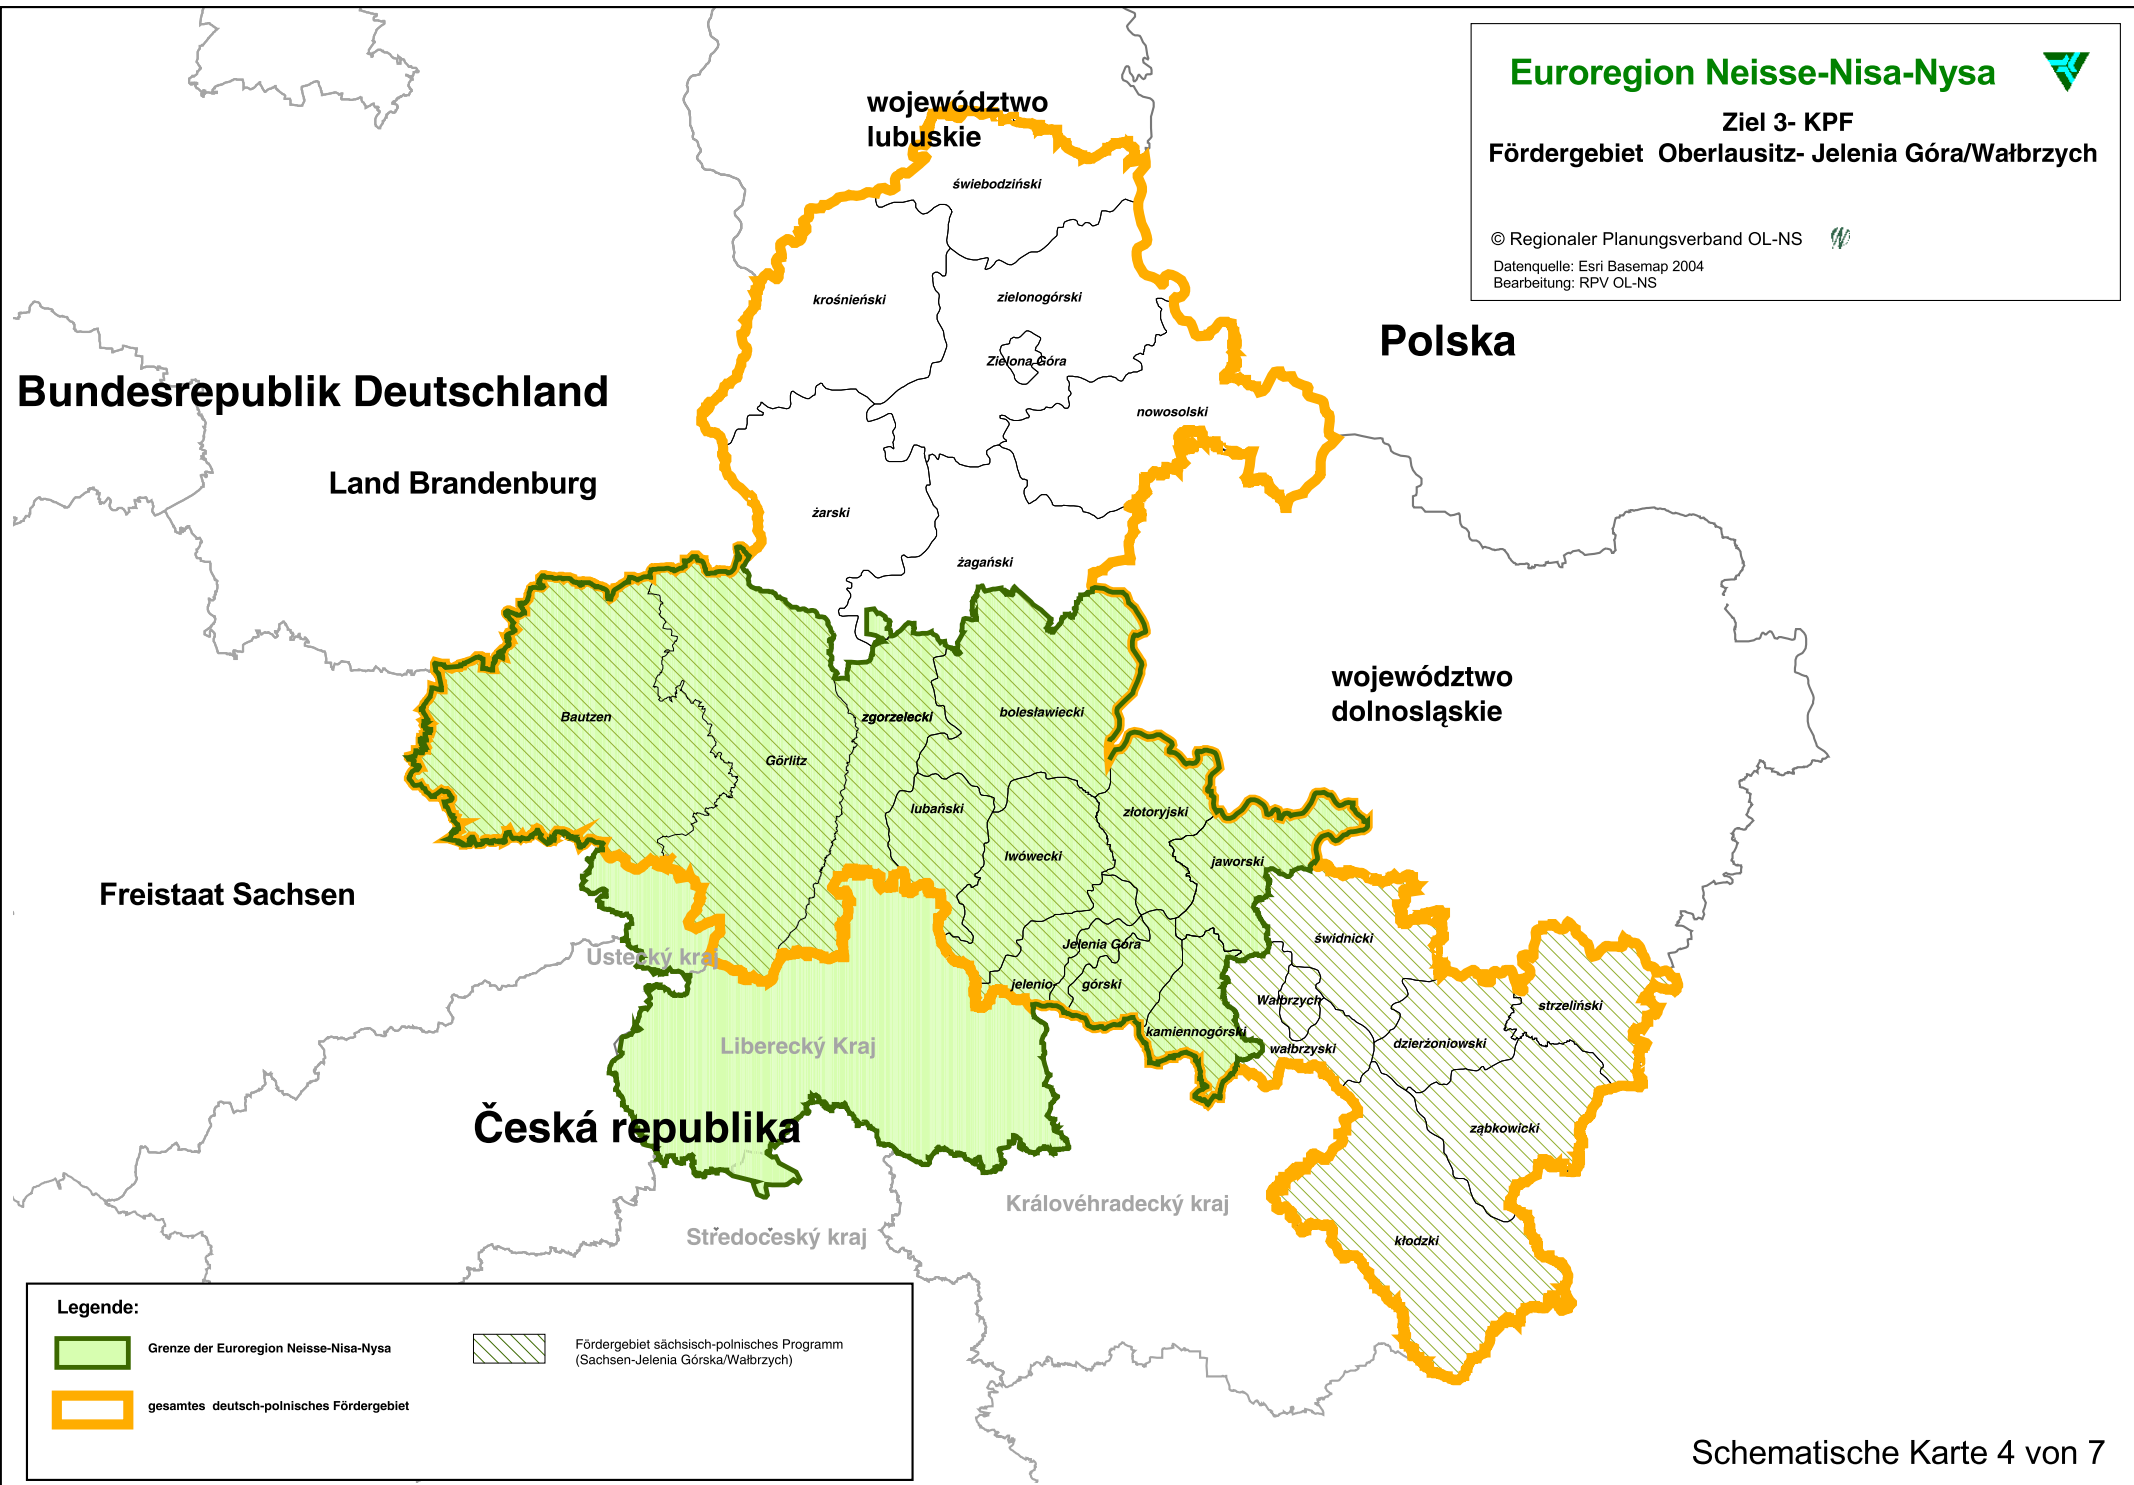 Euroregion Neisse-Nisa-Nysa
Ziel 3- KPF
Fördergebiet Oberlausitz- Jelenia Góra/Wałbrzych
© Regionaler Planungsverband OL-NS
Datenquelle: Esri Basemap 2004
Bearbeitung: RPV OL-NS
województwo
lubuskie
świebodziński
krośnieński
zielonogórski
Zielona Góra
Polska
Bundesrepublik Deutschland
nowosolski
Land Brandenburg
żarski
żagański
województwo
dolnośląskie
Bautzen
zgorzelecki
bolesławiecki
Görlitz
lubański
złotoryjski
lwówecki
jaworski
Freistaat Sachsen
świdnicki
Jelenia Góra
Ústecký kraj
jelenio-
górski
Wałbrzych
strzeliński
kamiennogórski
Liberecký Kraj
wałbrzyski
dzierżoniowski
Česká republika
ząbkowicki
Královéhradecký kraj
Středočeský kraj
kłodzki
Legende:
Grenze der Euroregion Neisse-Nisa-Nysa
Fördergebiet sächsisch-polnisches Programm
(Sachsen-Jelenia Górska/Wałbrzych)
gesamtes deutsch-polnisches Fördergebiet
Schematische Karte 4 von 7